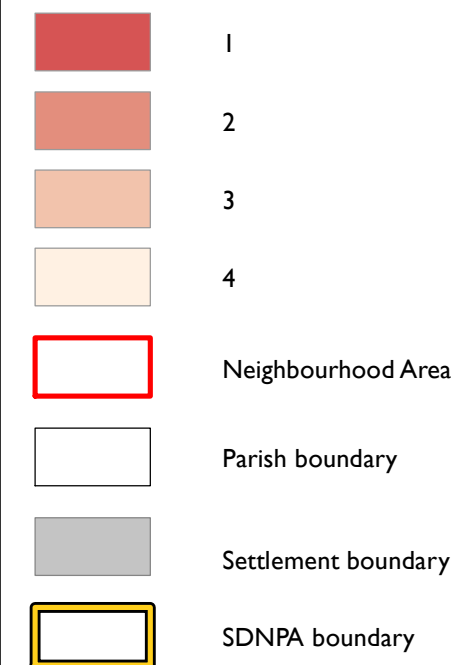 1
2
3
4
Neighbourhood Area
Parish boundary
Settlement boundary
SDNPA boundary